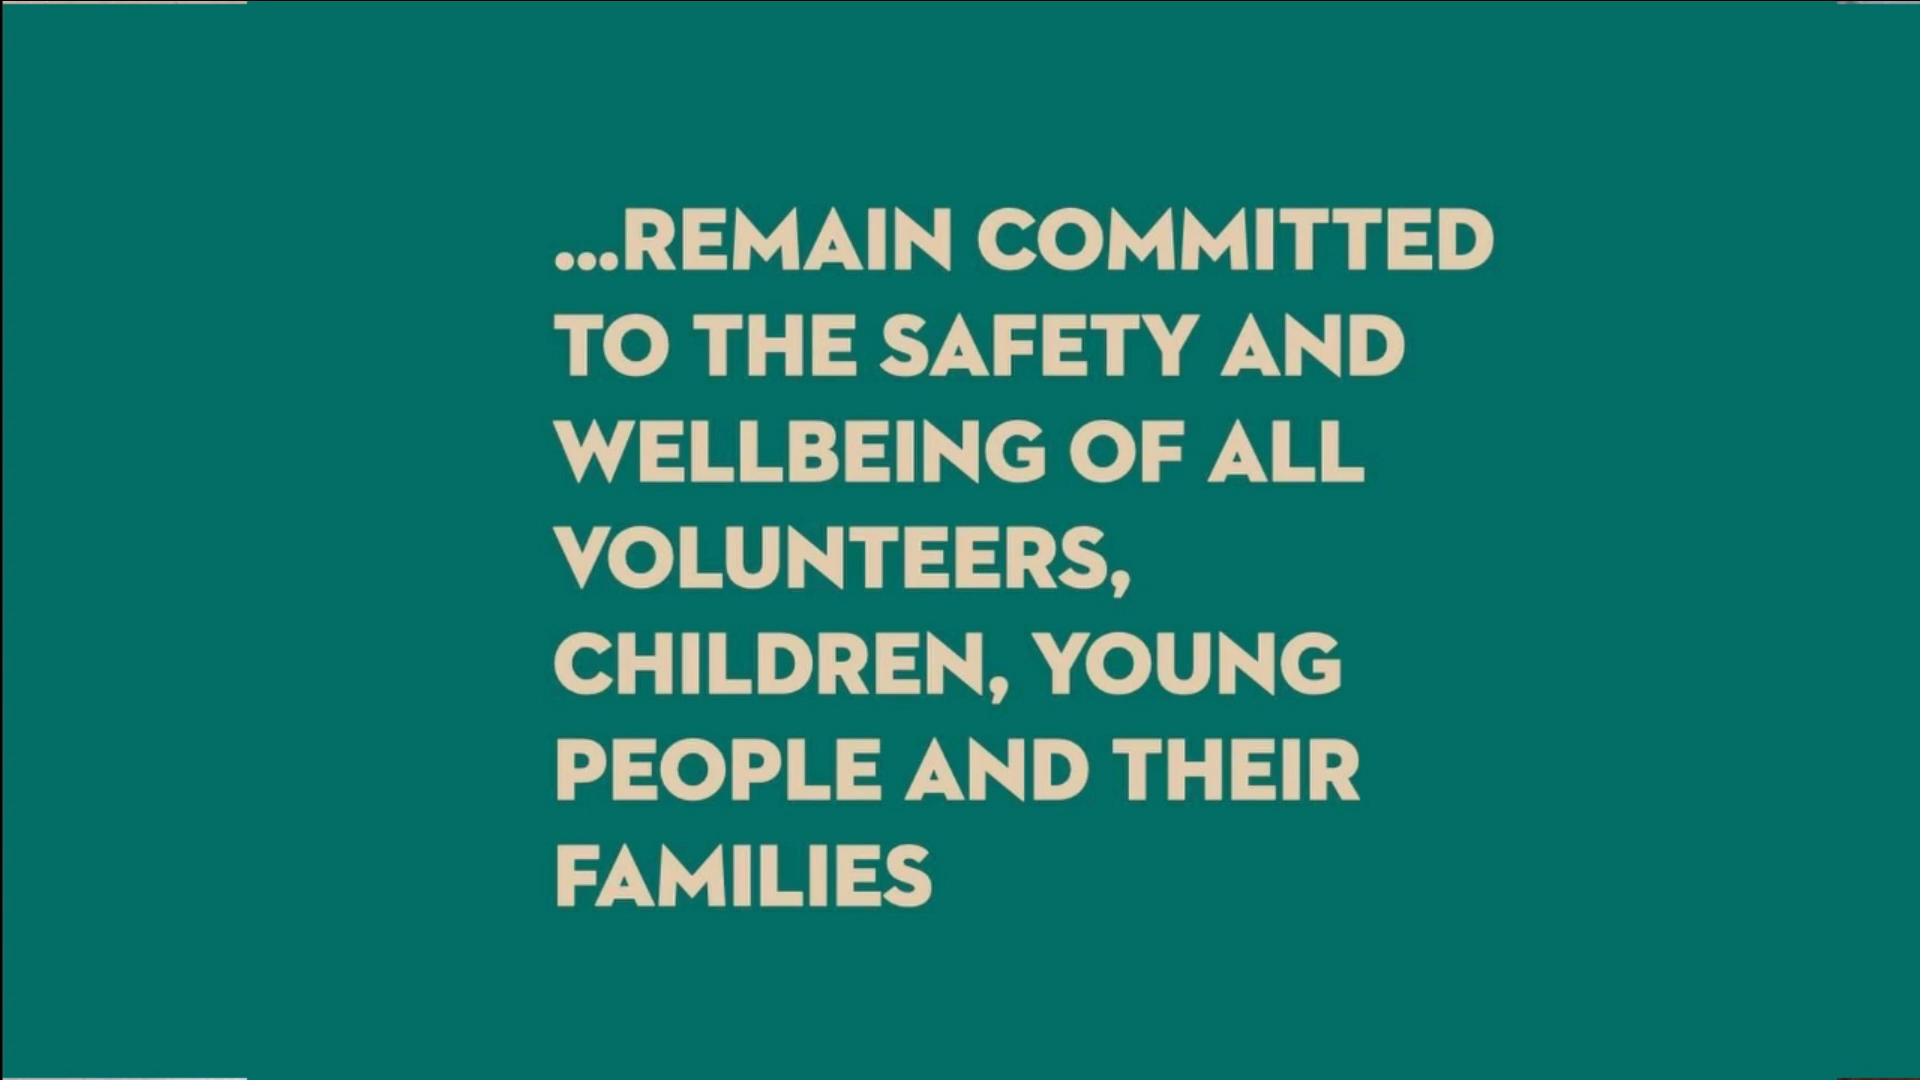 ...REMAIN COMMITTED
TO THE SAFETY AND
WELLBEING OF ALL
VOLUNTEERS,
CHILDREN, YOUNG
PEOPLE AND THEIR
FAMILIES